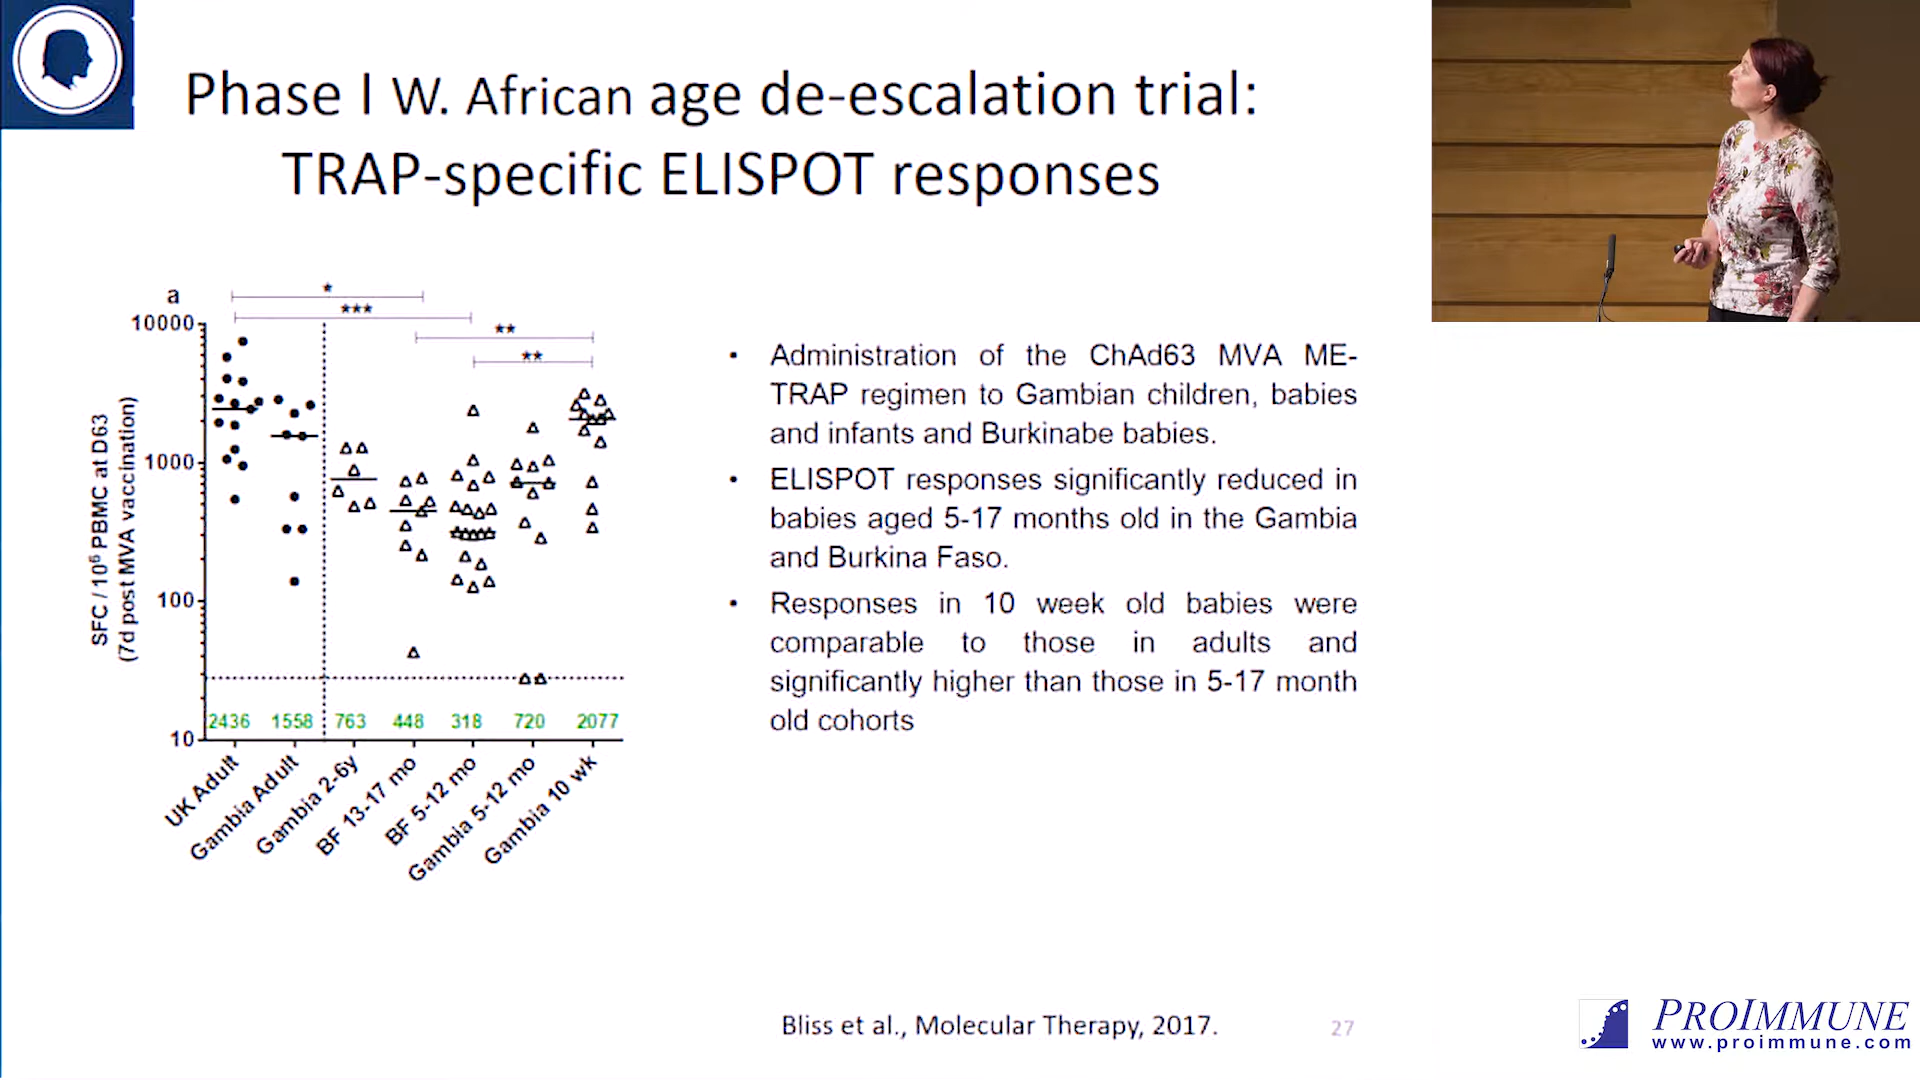 Phase I W. African age de-escalation trial:
TRAP-specific ELISPOT responses
a
*
***
**
**
10000
1000
100
10
SFC / 10⁶ PBMC at D63
(7d post MVA vaccination)
2436 1558 763 448 318 720 2077
UK Adult
Gambia Adult
Gambia 2-6y
BF 13-17 mo
BF 5-12 mo
Gambia 5-12 mo
Gambia 10 wk
• Administration of the ChAd63 MVA ME-
TRAP regimen to Gambian children, babies
and infants and Burkinabe babies.
• ELISPOT responses significantly reduced in
babies aged 5-17 months old in the Gambia
and Burkina Faso.
• Responses in 10 week old babies were
comparable to those in adults and
significantly higher than those in 5-17 month
old cohorts
Bliss et al., Molecular Therapy, 2017.
27
PROIMMUNE
www.proimmune.com